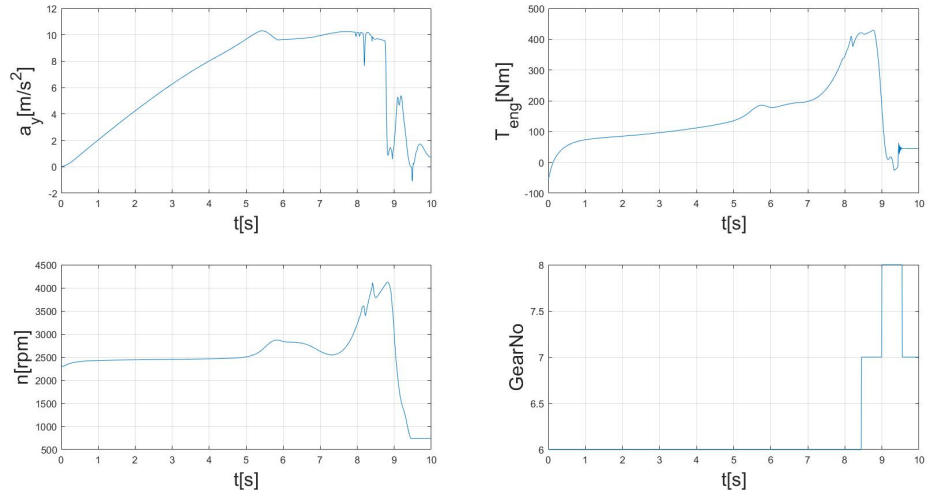 12
10
8
6
4
2
0
-2
a_y[m/s^2]
0 1 2 3 4 5 6 7 8 9 10
t[s]
500
400
300
200
100
0
-100
T_eng[Nm]
0 1 2 3 4 5 6 7 8 9 10
t[s]
4500
4000
3500
3000
2500
2000
1500
1000
500
n[rpm]
0 1 2 3 4 5 6 7 8 9 10
t[s]
8
7.5
7
6.5
6
GearNo
0 1 2 3 4 5 6 7 8 9 10
t[s]